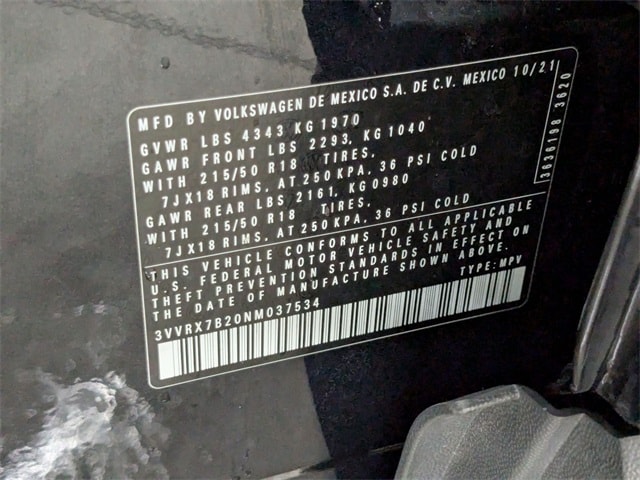 MFD BY VOLKSWAGEN DE MEXICO S.A. DE C.V. MEXICO 10/21
GVWR LBS 4343 KG 1970
GAWR FRONT LBS 2293, KG 1040
WITH 215/50 R18 TIRES,
7JX18 RIMS, AT 250 KPA, 36 PSI COLD
GAWR REAR LBS 2161, KG 0980
WITH 215/50 R18 TIRES,
7JX18 RIMS, AT 250 KPA, 36 PSI COLD
THIS VEHICLE CONFORMS TO ALL APPLICABLE
U.S. FEDERAL MOTOR VEHICLE SAFETY AND
THEFT PREVENTION STANDARDS IN EFFECT ON
THE DATE OF MANUFACTURE SHOWN ABOVE.
TYPE: MPV
3VVRX7B20NM037534
3636198 3620